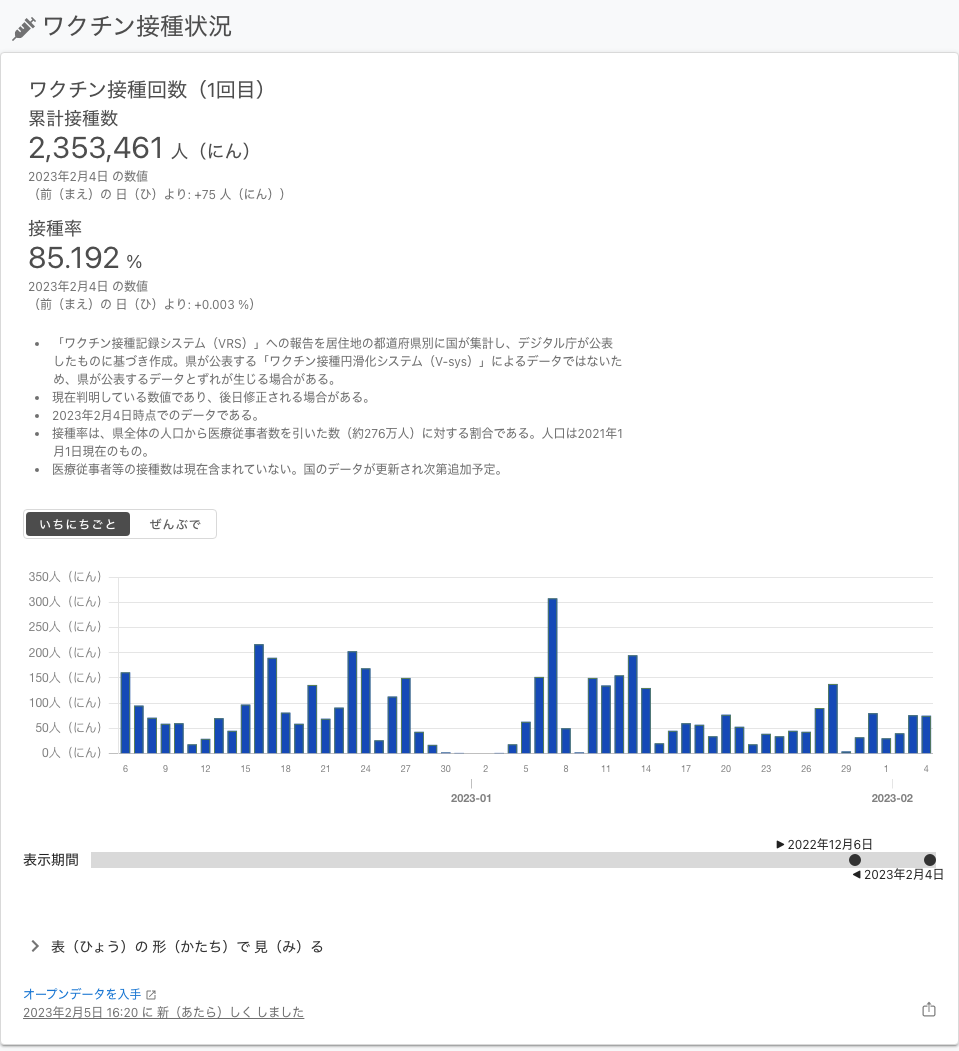 ワクチン接種状況
ワクチン接種回数（1回目）
累計接種数
2,353,461 人（にん）
2023年2月4日 の数値
（前（まえ）の 日（ひ）より: +75 人（にん））
接種率
85.192 %
2023年2月4日 の数値
（前（まえ）の 日（ひ）より: +0.003 %）
• 「ワクチン接種記録システム（VRS）」への報告を居住地の都道府県別に国が集計し、デジタル庁が公表
したものに基づき作成。県が公表する「ワクチン接種円滑化システム（V-sys）」によるデータではないた
め、県が公表するデータとずれが生じる場合がある。
• 現在判明している数値であり、後日修正される場合がある。
• 2023年2月4日時点でのデータである。
• 接種率は、県全体の人口から医療従事者数を引いた数（約276万人）に対する割合である。人口は2021年1
月1日現在のもの。
• 医療従事者等の接種数は現在含まれていない。国のデータが更新され次第追加予定。
いちにちごと ぜんぶで
350人（にん）
300人（にん）
250人（にん）
200人（にん）
150人（にん）
100人（にん）
50人（にん）
0人（にん）
6 9 12 15 18 21 24 27 30 2 5 8 11 14 17 20 23 26 29 1 4
2023-01 2023-02
▶ 2022年12月6日
表示期間
◀ 2023年2月4日
表（ひょう）の 形（かたち）で 見（み）る
オープンデータを入手
2023年2月5日 16:20 に 新（あたら）しく しました